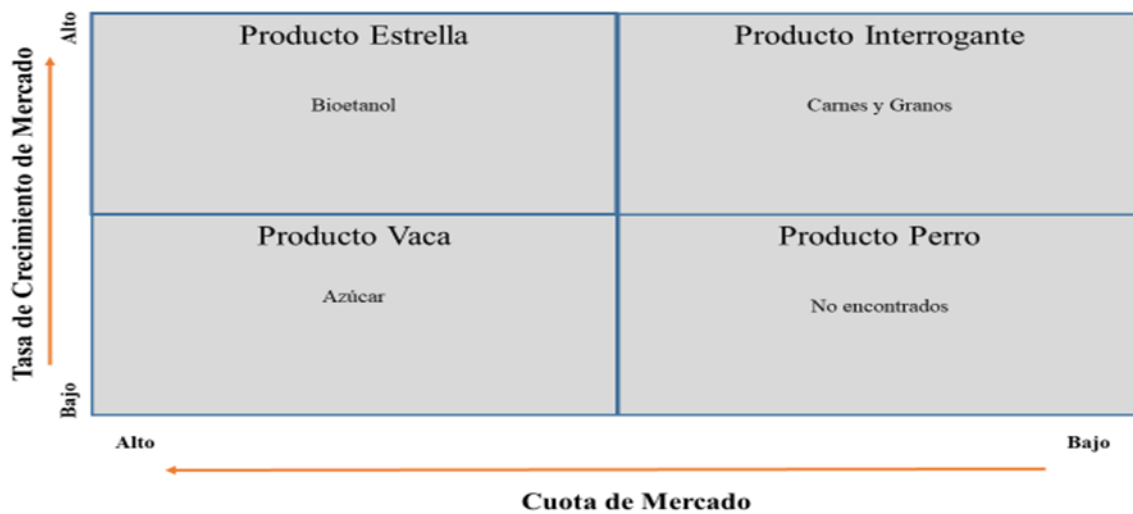 Alto
Tasa de Crecimiento de Mercado
Bajo
Producto Estrella
Bioetanol
Producto Interrogante
Carnes y Granos
Producto Vaca
Azúcar
Producto Perro
No encontrados
Alto
Bajo
Cuota de Mercado